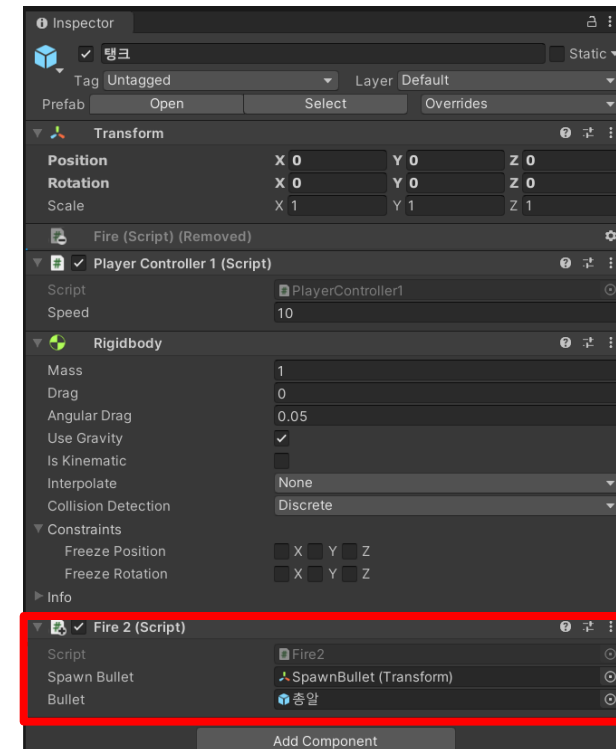 Inspector
탱크 Static
Tag Untagged Layer Default
Prefab Open Select Overrides
Transform
Position X 0 Y 0 Z 0
Rotation X 0 Y 0 Z 0
Scale X 1 Y 1 Z 1
Fire (Script) (Removed)
Player Controller 1 (Script)
Script PlayerController1
Speed 10
Rigidbody
Mass 1
Drag 0
Angular Drag 0.05
Use Gravity
Is Kinematic
Interpolate None
Collision Detection Discrete
Constraints
Freeze Position X Y Z
Freeze Rotation X Y Z
Info
Fire 2 (Script)
Script Fire2
Spawn Bullet SpawnBullet (Transform)
Bullet 총알
Add Component